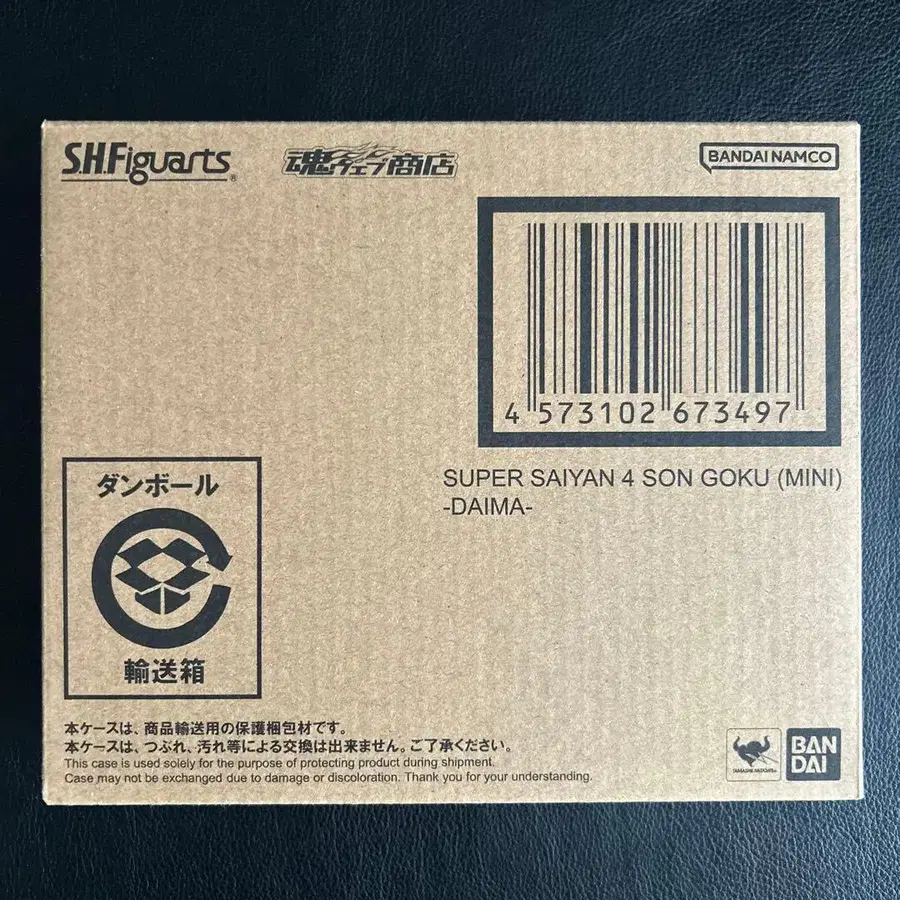 S.H.Figuarts®
魂ウェブ商店
BANDAI NAMCO
4 573102 673497
SUPER SAIYAN 4 SON GOKU (MINI)
-DAIMA-
ダンボール
輸送箱
本ケースは、商品輸送用の保護梱包材です。
本ケースは、つぶれ、汚れ等による交換は出来ません。ご了承ください。
This case is used solely for the purpose of protecting product during shipment.
Case may not be exchanged due to damage or discoloration. Thank you for your understanding.
TAMASHII NATIONS
BAN
DAI